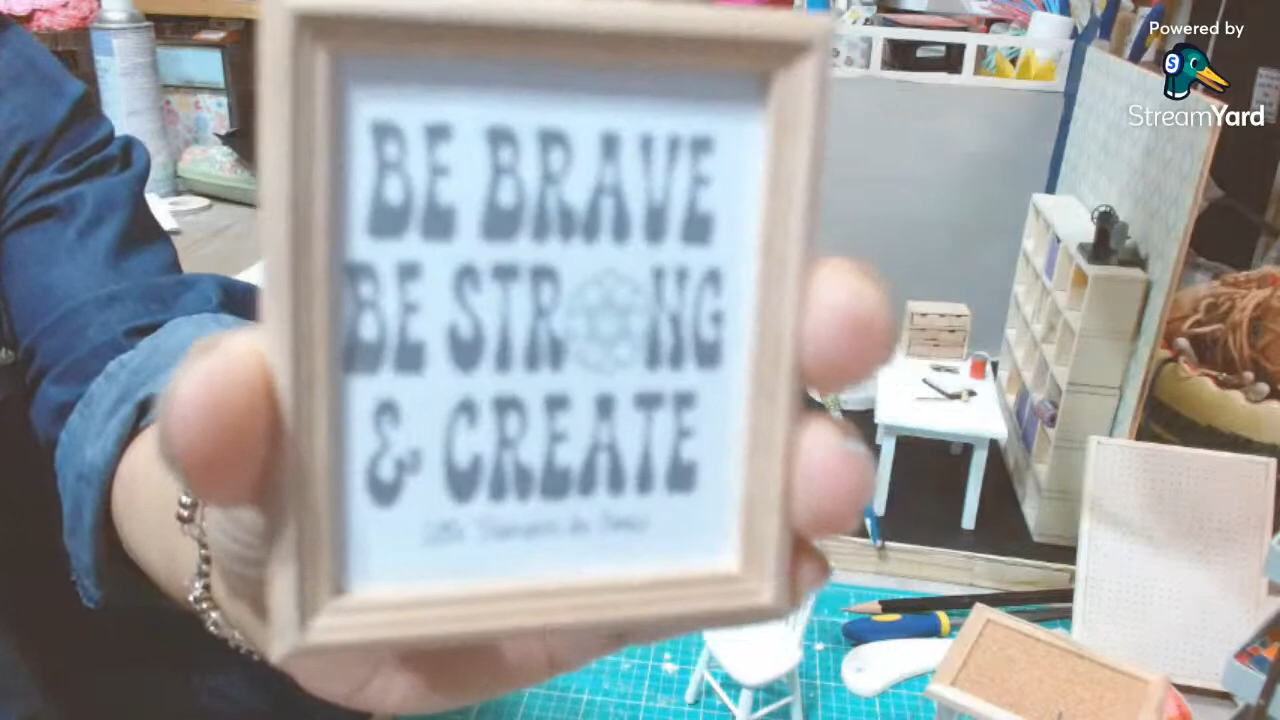 Powered by
StreamYard
BE BRAVE
BE STRONG
& CREATE